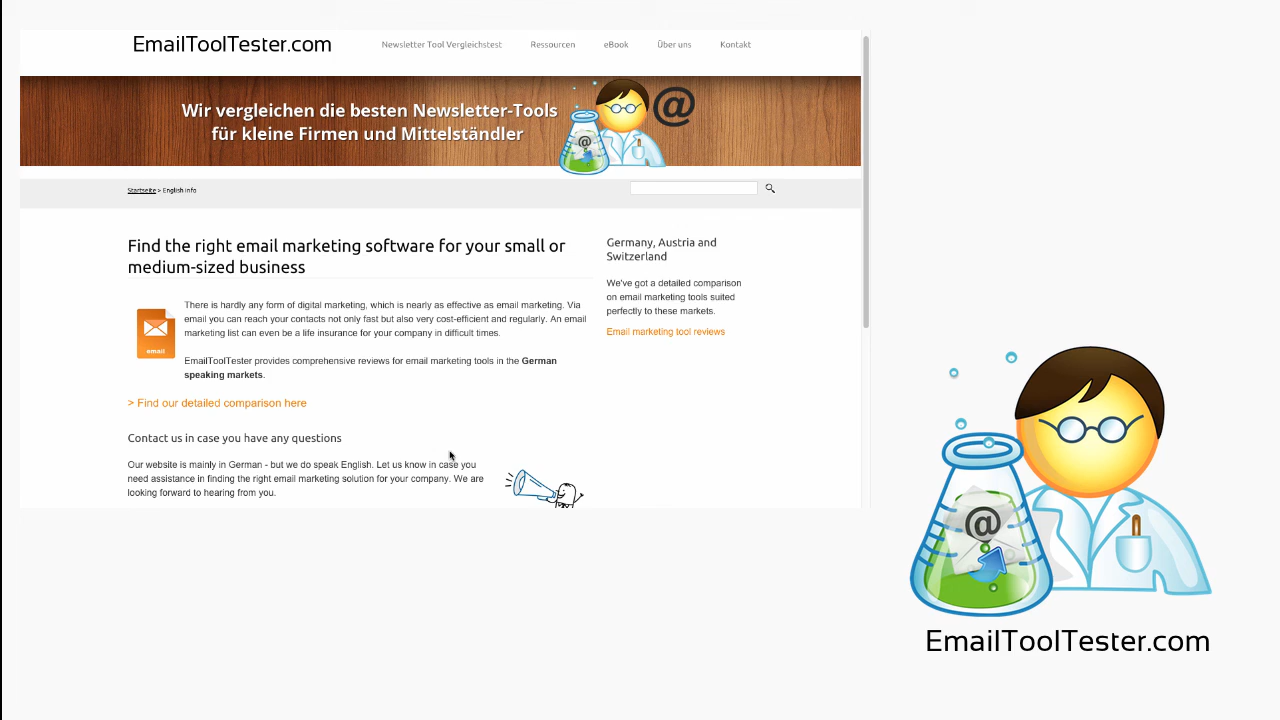 EmailToolTester.com
Newsletter Tool Vergleichstest Ressourcen eBook Über uns Kontakt
Wir vergleichen die besten Newsletter-Tools
für kleine Firmen und Mittelständler
@
@
Startseite > English info
Find the right email marketing software for your small or
medium-sized business
There is hardly any form of digital marketing, which is nearly as effective as email marketing. Via
email you can reach your contacts not only fast but also very cost-efficient and regularly. An email
marketing list can even be a life insurance for your company in difficult times.
email
EmailToolTester provides comprehensive reviews for email marketing tools in the German
speaking markets.
> Find our detailed comparison here
Contact us in case you have any questions
Our website is mainly in German - but we do speak English. Let us know in case you
need assistance in finding the right email marketing solution for your company. We are
looking forward to hearing from you.
Germany, Austria and
Switzerland
We've got a detailed comparison
on email marketing tools suited
perfectly to these markets.
Email marketing tool reviews
@
EmailToolTester.com